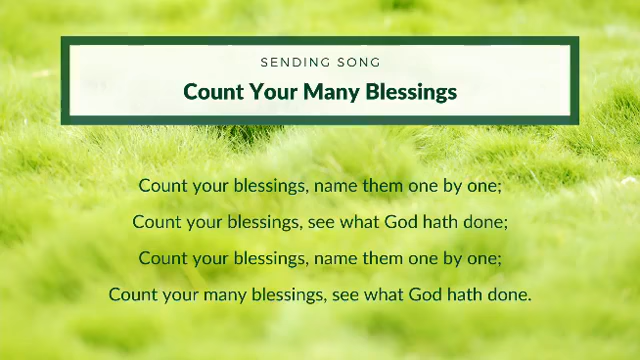 SENDING SONG
Count Your Many Blessings
Count your blessings, name them one by one;
Count your blessings, see what God hath done;
Count your blessings, name them one by one;
Count your many blessings, see what God hath done.